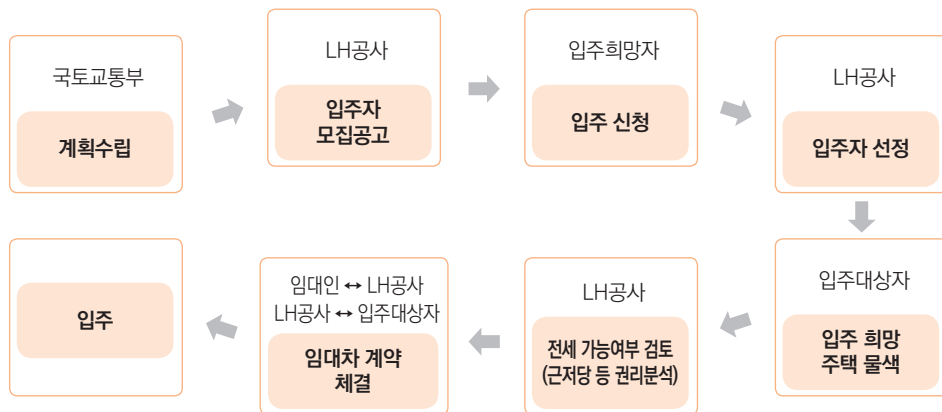 국토교통부
계획수립
LH공사
입주자
모집공고
입주희망자
입주 신청
LH공사
입주자 선정
입주대상자
입주 희망
주택 물색
LH공사
전세 가능여부 검토
(근저당 등 권리분석)
임대인 ↔ LH공사
LH공사 ↔ 입주대상자
임대차 계약
체결
입주